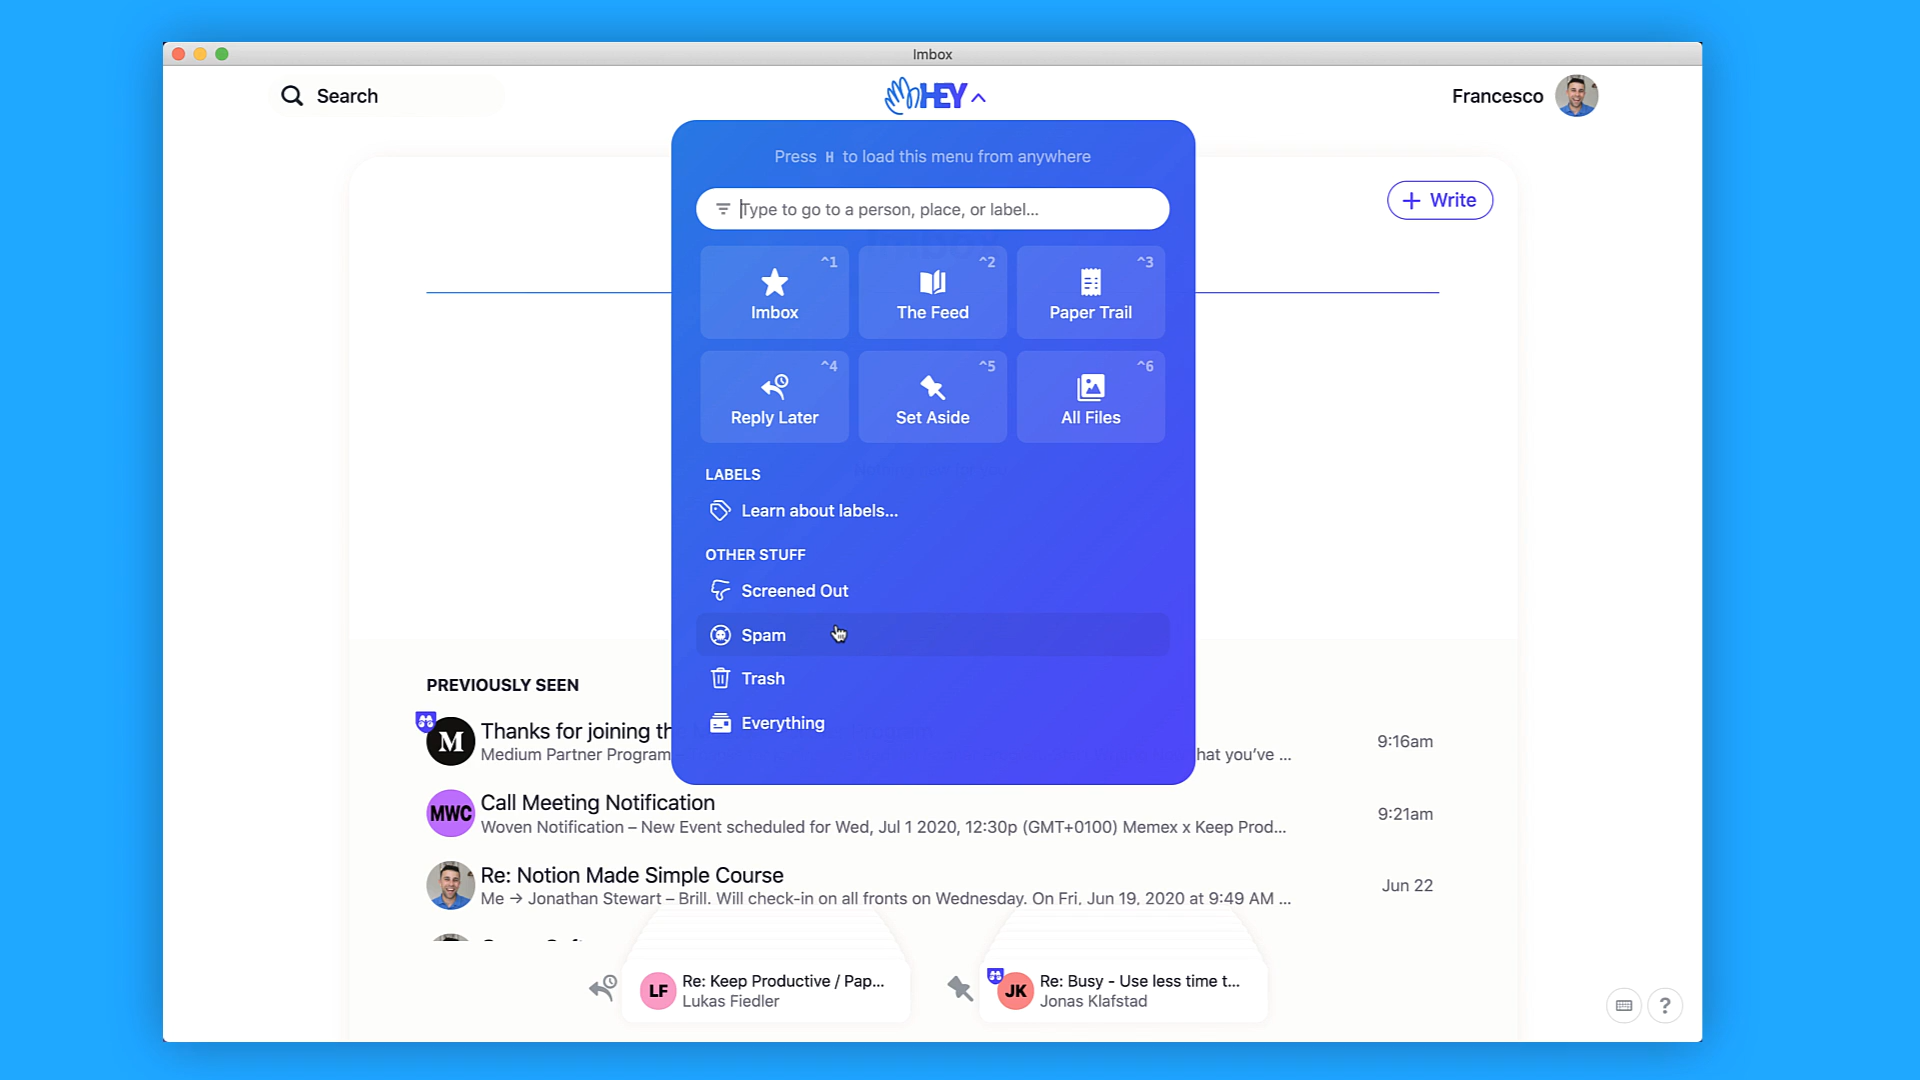 Imbox
Search
HEY
Francesco
Press H to load this menu from anywhere
Type to go to a person, place, or label...
Write
^1
Imbox
^2
The Feed
^3
Paper Trail
^4
Reply Later
^5
Set Aside
^6
All Files
LABELS
Learn about labels...
OTHER STUFF
Screened Out
Spam
Trash
Everything
PREVIOUSLY SEEN
M
Thanks for joining th
Medium Partner Program
hat you’ve ...
9:16am
MWC
Call Meeting Notification
Woven Notification – New Event scheduled for Wed, Jul 1 2020, 12:30p (GMT+0100) Memex x Keep Prod...
9:21am
Re: Notion Made Simple Course
Me → Jonathan Stewart – Brill. Will check-in on all fronts on Wednesday. On Fri, Jun 19, 2020 at 9:49 AM ...
Jun 22
LF
Re: Keep Productive / Pap...
Lukas Fiedler
JK
Re: Busy - Use less time t...
Jonas Klafstad
?